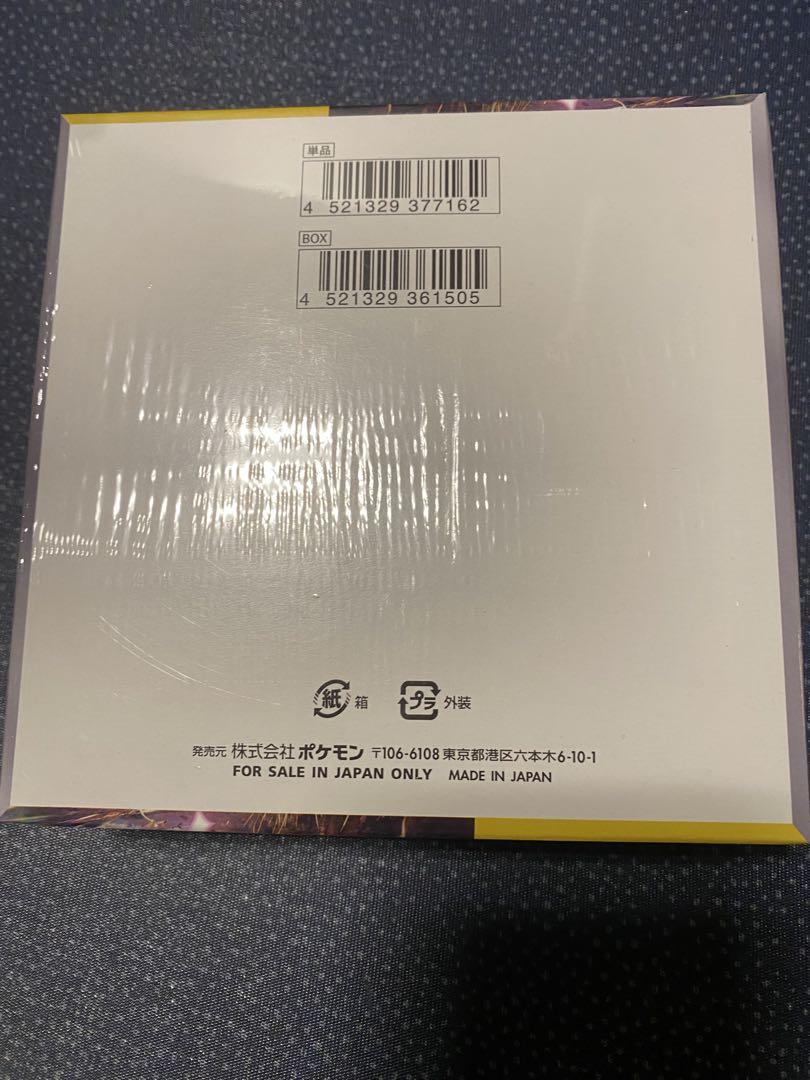 単品
4 521329 377162
BOX
4 521329 361505
紙 箱 プラ 外装
発売元 株式会社 ポケモン 〒106-6108 東京都港区六本木6-10-1
FOR SALE IN JAPAN ONLY MADE IN JAPAN